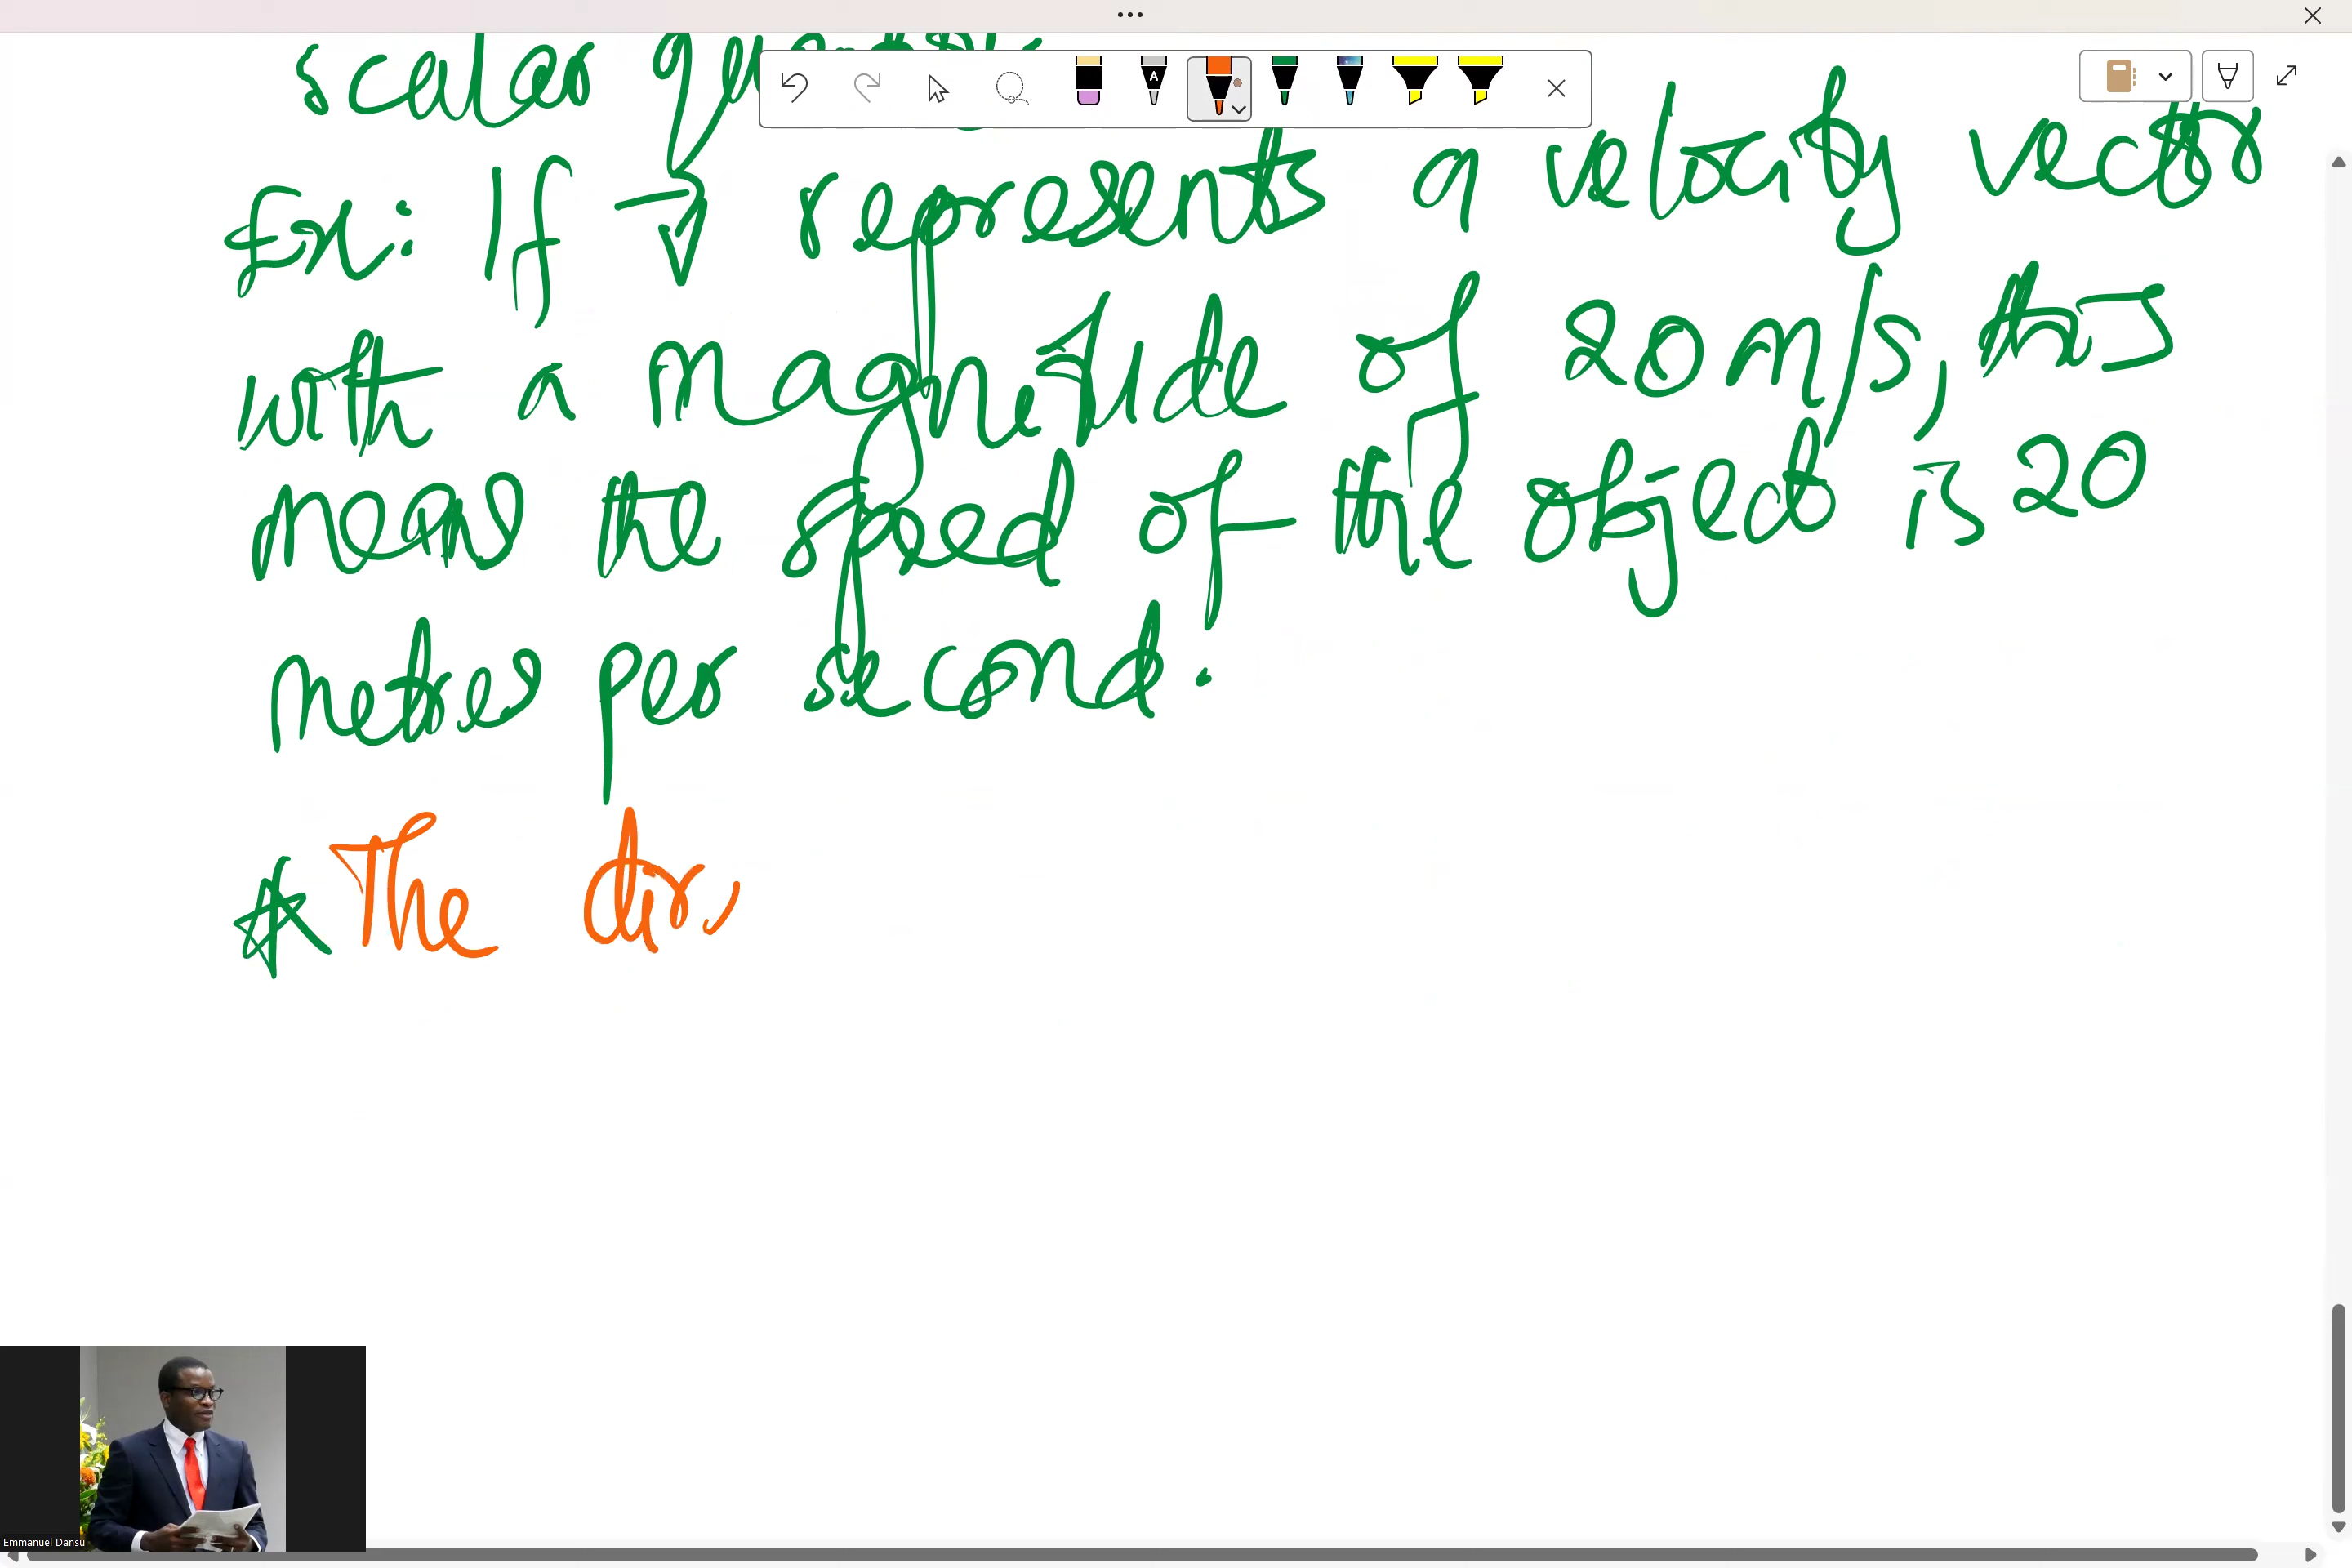 scalar
Ex: If v⃗ represents a velocity vector
with a magnitude of 20 m/s, this
means the speed of the object is 20
metres per second.
☆ The dir
A
Emmanuel Dansu